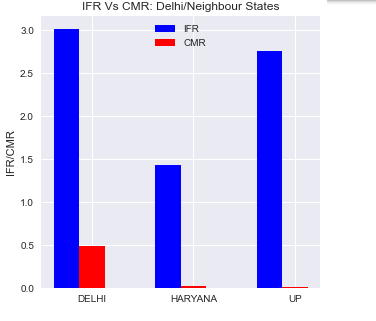 IFR Vs CMR: Delhi/Neighbour States
IFR
CMR
IFR/CMR
3.0
2.5
2.0
1.5
1.0
0.5
0.0
DELHI
HARYANA
UP